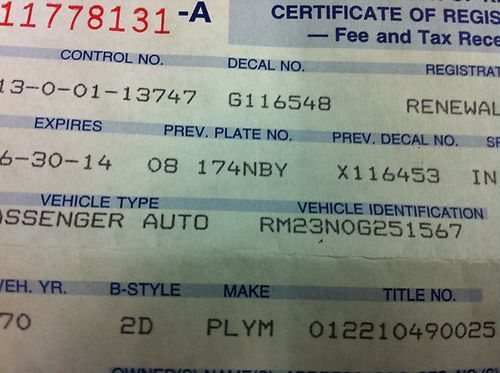 11778131-A
CERTIFICATE OF REGIS
— Fee and Tax Rece
CONTROL NO. DECAL NO. REGISTRAT
13-0-01-13747 G116548 RENEWAL
EXPIRES PREV. PLATE NO. PREV. DECAL NO. SP
6-30-14 08 174NBY X116453 IN
VEHICLE TYPE VEHICLE IDENTIFICATION
SSENGER AUTO RM23N0G251567
VEH. YR. B-STYLE MAKE TITLE NO.
70 2D PLYM 012210490025